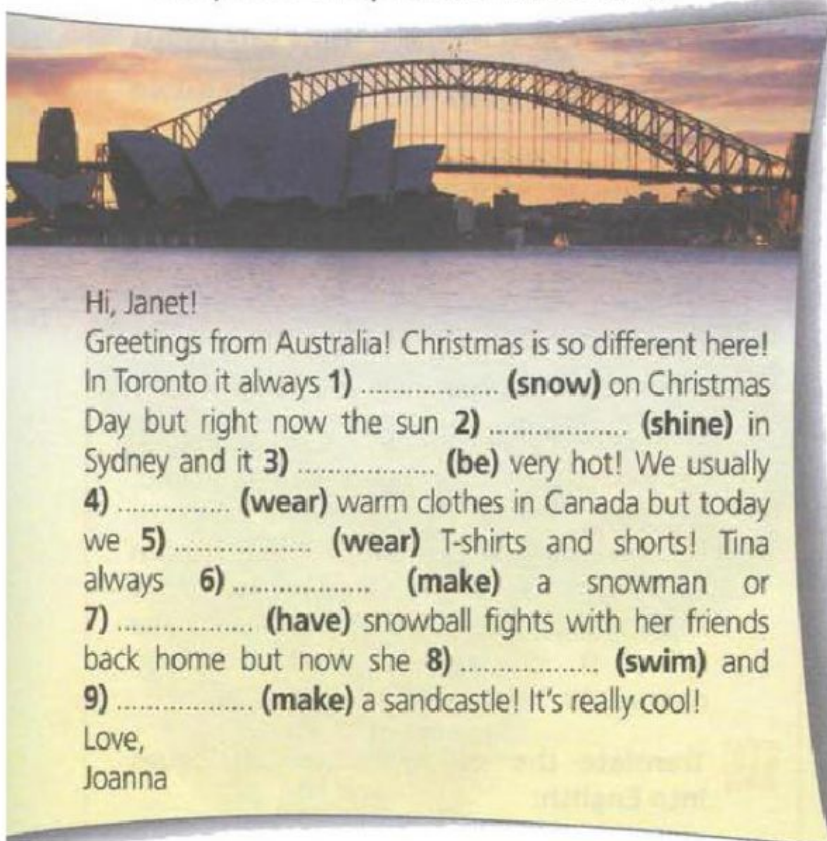 Hi, Janet!
Greetings from Australia! Christmas is so different here!
In Toronto it always 1) .................. (snow) on Christmas
Day but right now the sun 2) .................. (shine) in
Sydney and it 3) .................. (be) very hot! We usually
4) ............... (wear) warm clothes in Canada but today
we 5) .................. (wear) T-shirts and shorts! Tina
always 6) .................. (make) a snowman or
7) .................. (have) snowball fights with her friends
back home but now she 8) .................. (swim) and
9) .................. (make) a sandcastle! It's really cool!
Love,
Joanna